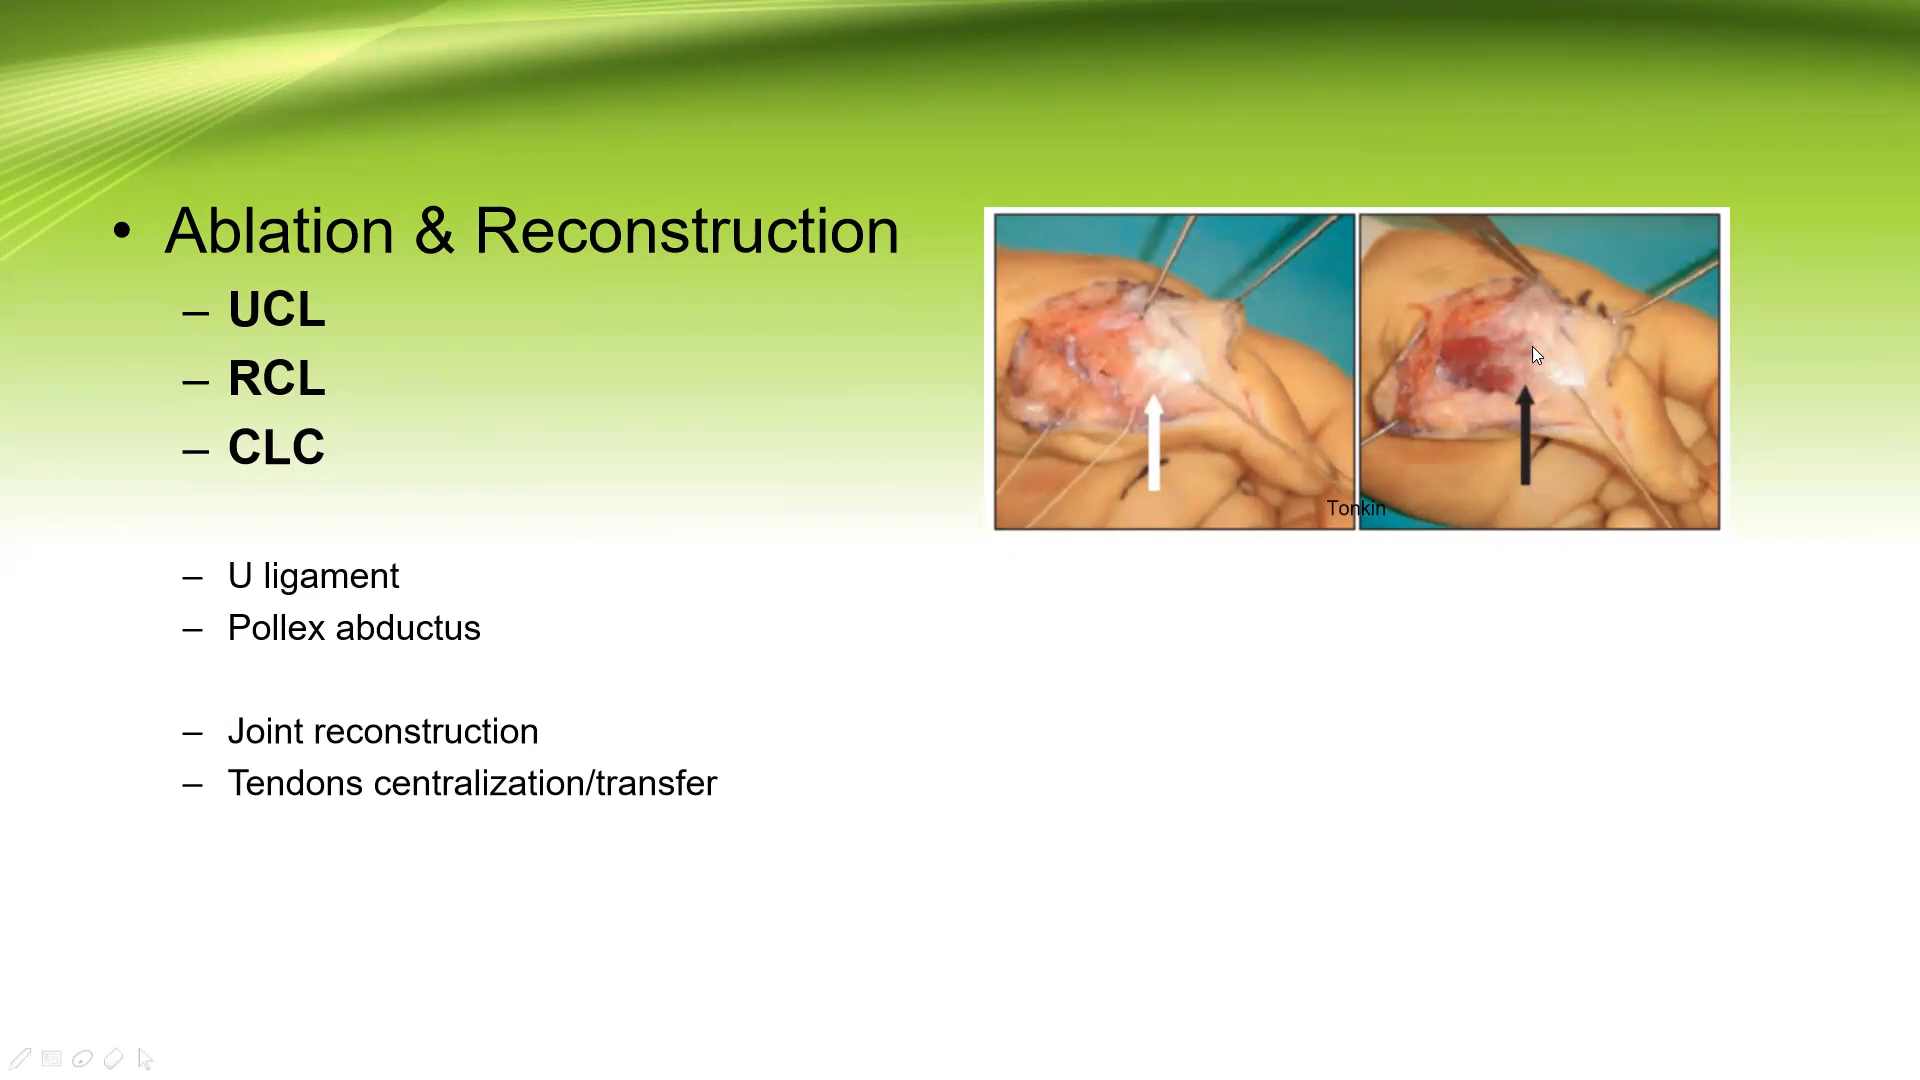 • Ablation & Reconstruction
– UCL
– RCL
– CLC
– U ligament
– Pollex abductus
– Joint reconstruction
– Tendons centralization/transfer
Tonkin